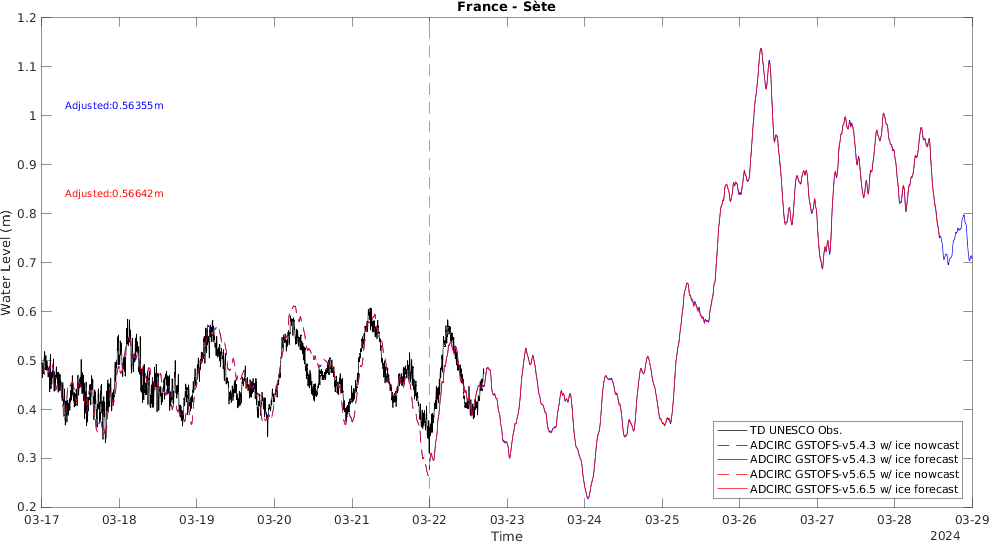 France - Sète
1.2
1.1
1
0.9
0.8
0.7
0.6
0.5
0.4
0.3
0.2
Water Level (m)
Adjusted:0.56355m
Adjusted:0.56642m
TD UNESCO Obs.
ADCIRC GSTOFS-v5.4.3 w/ ice nowcast
ADCIRC GSTOFS-v5.4.3 w/ ice forecast
ADCIRC GSTOFS-v5.6.5 w/ ice nowcast
ADCIRC GSTOFS-v5.6.5 w/ ice forecast
03-17 03-18 03-19 03-20 03-21 03-22 03-23 03-24 03-25 03-26 03-27 03-28 03-29
Time
2024